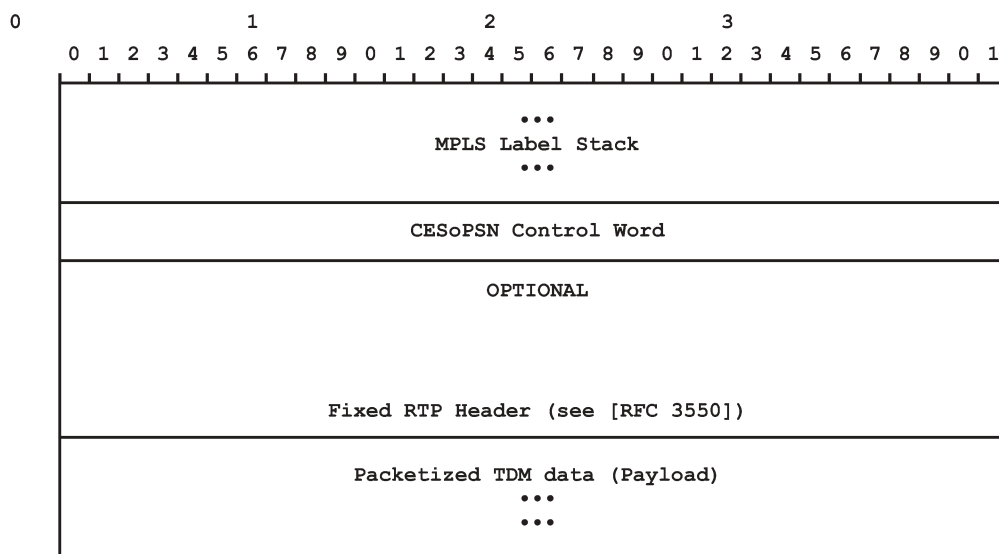 0 1 2 3
0 1 2 3 4 5 6 7 8 9 0 1 2 3 4 5 6 7 8 9 0 1 2 3 4 5 6 7 8 9 0 1
•••
MPLS Label Stack
•••
CESoPSN Control Word
OPTIONAL
Fixed RTP Header (see [RFC 3550])
Packetized TDM data (Payload)
•••
•••